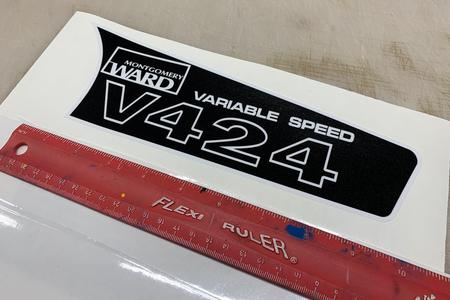 MONTGOMERY
WARD
VARIABLE SPEED
V424
FLEXI RULER®